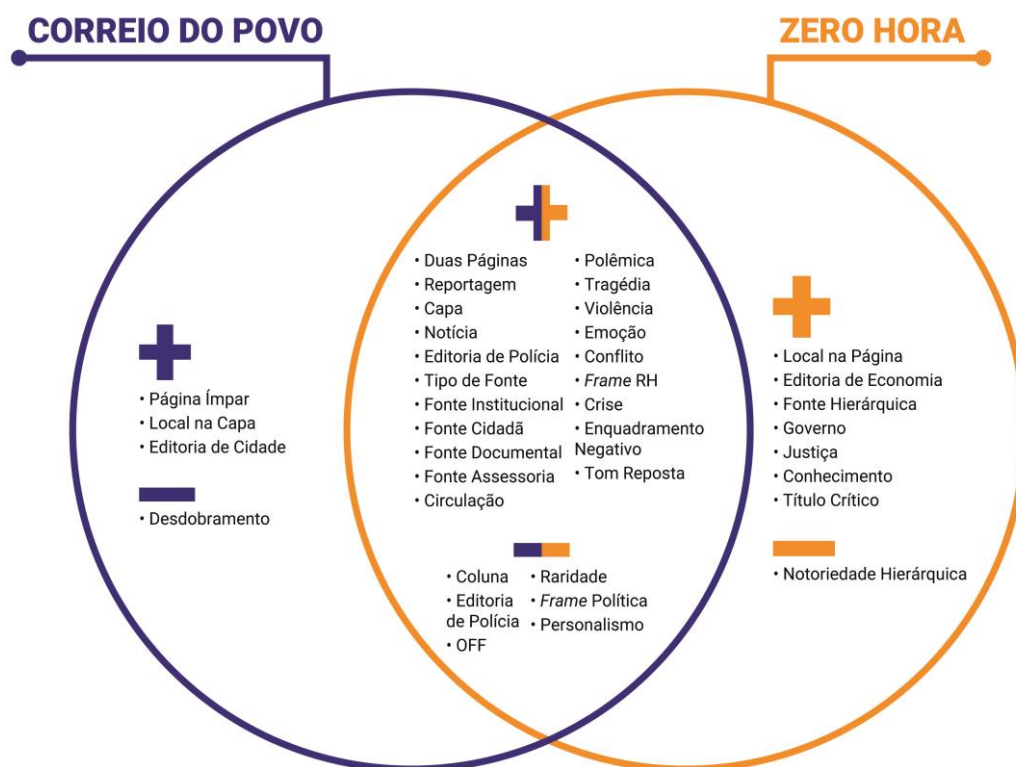 CORREIO DO POVO
ZERO HORA
• Página Ímpar
• Local na Capa
• Editoria de Cidade
• Desdobramento
• Duas Páginas
• Reportagem
• Capa
• Notícia
• Editoria de Polícia
• Tipo de Fonte
• Fonte Institucional
• Fonte Cidadã
• Fonte Documental
• Fonte Assessoria
• Circulação
• Polêmica
• Tragédia
• Violência
• Emoção
• Conflito
• Frame RH
• Crise
• Enquadramento
Negativo
• Tom Reposta
• Coluna
• Editoria
de Polícia
• OFF
• Raridade
• Frame Política
• Personalismo
• Local na Página
• Editoria de Economia
• Fonte Hierárquica
• Governo
• Justiça
• Conhecimento
• Título Crítico
• Notoriedade Hierárquica